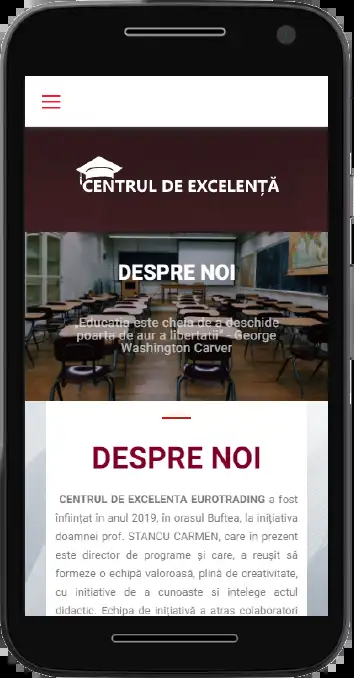 CENTRUL DE EXCELENȚĂ
DESPRE NOI
„Educația este cheia de a deschide
poarta de aur a libertatii" - George
Washington Carver
DESPRE NOI
CENTRUL DE EXCELENTA EUROTRADING a fost
înființat în anul 2019, în orasul Buftea, la inițiativa
doamnei prof. STANCU CARMEN, care în prezent
este director de programe și care, a reușit să
formeze o echipă valoroasă, plină de creativitate,
cu initiative de a cunoaste si intelege actul
didactic. Echipa de inițiativă a atras colaboratori